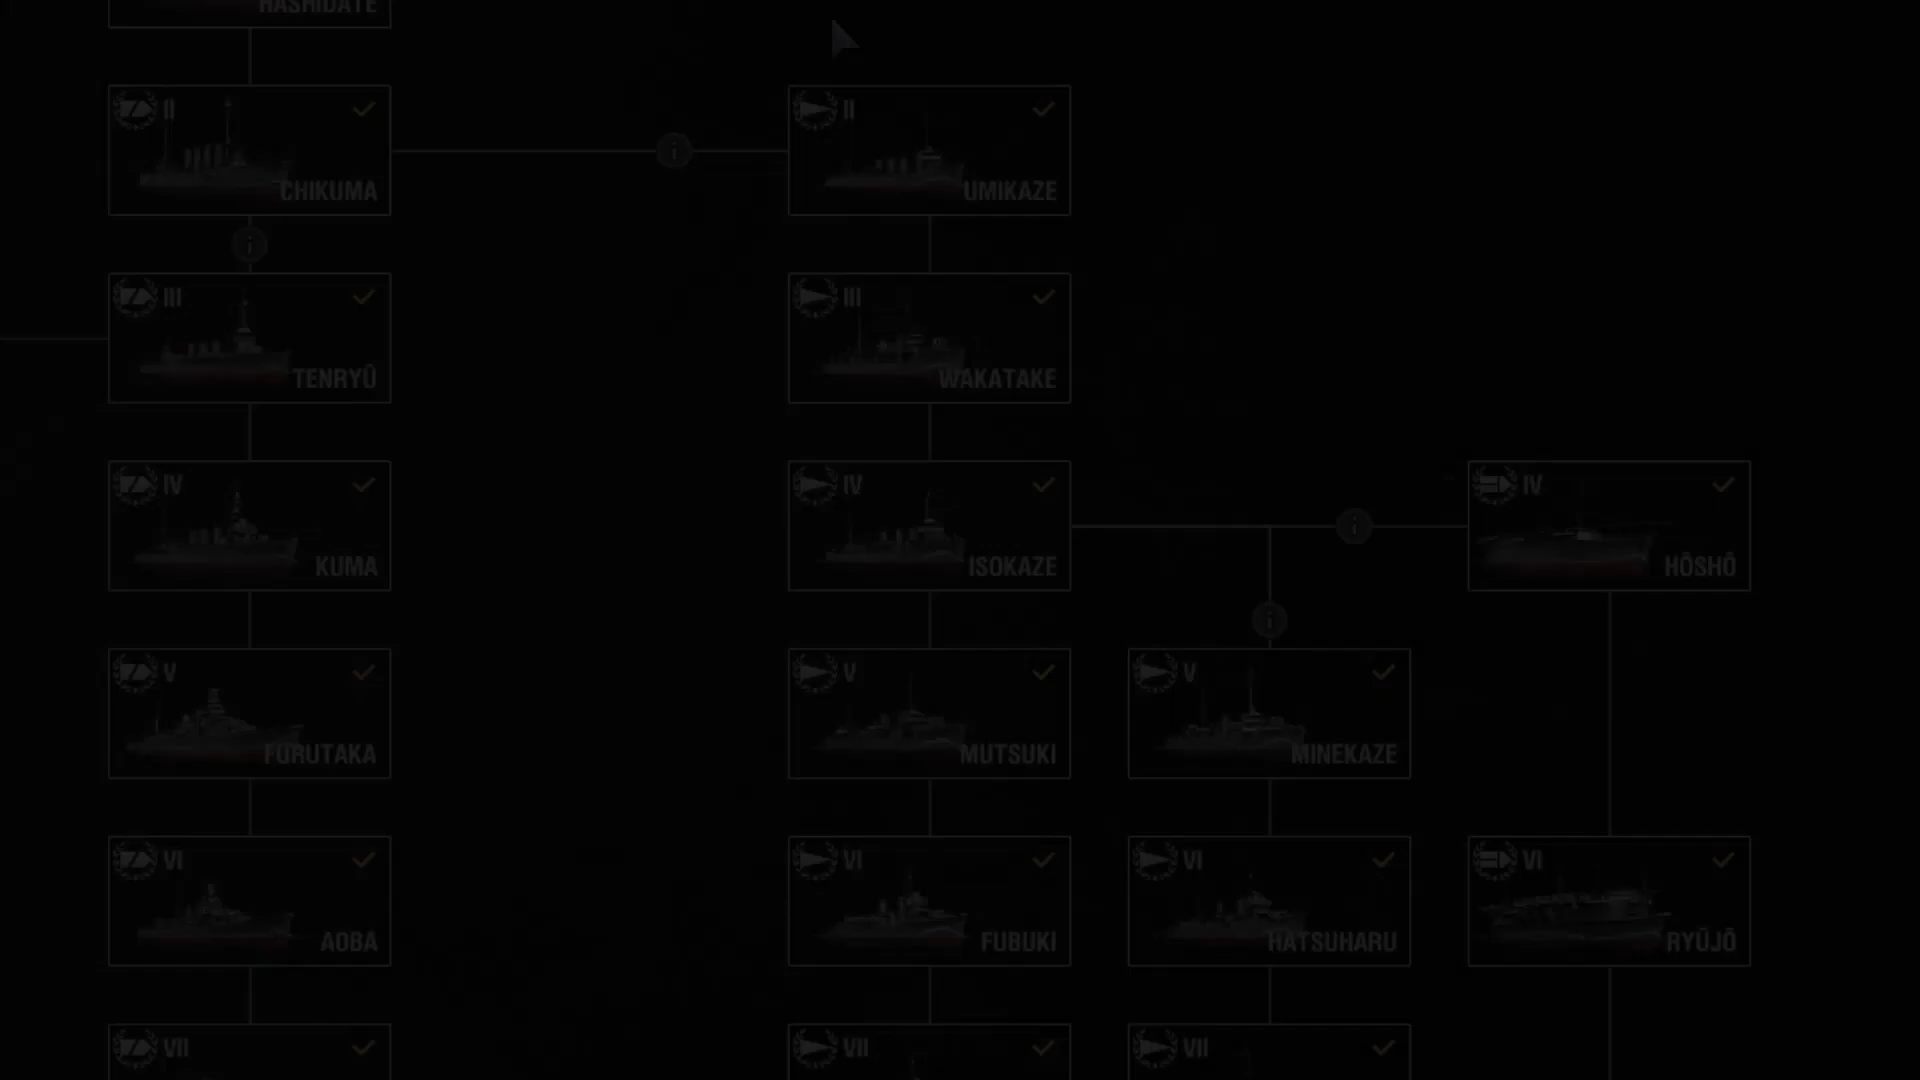 HASHIDATE
II
CHIKUMA
i
II
UMIKAZE
i
III
TENRYŪ
III
WAKATAKE
IV
KUMA
IV
ISOKAZE
i
IV
HŌSHŌ
i
V
FURUTAKA
V
MUTSUKI
V
MINEKAZE
VI
AOBA
VI
FUBUKI
VI
HATSUHARU
VI
RYŪJŌ
VII
VII
VII